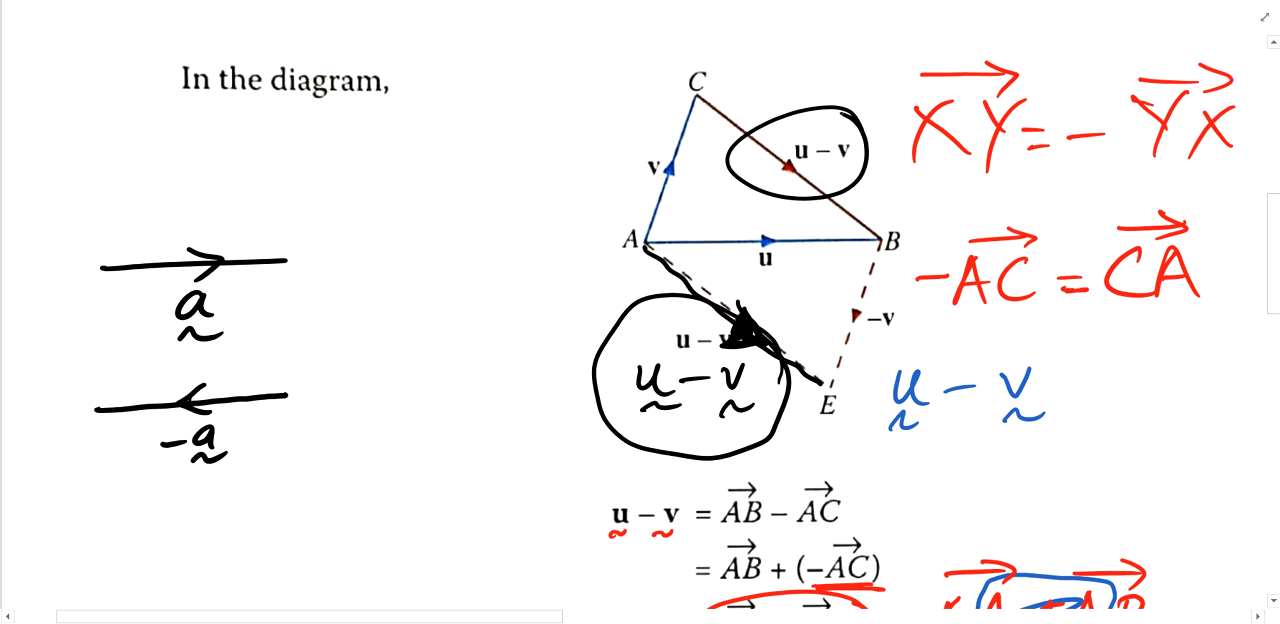 In the diagram,
C
u – v
v
A
B
u
–v
u –
E
u – v
a
–a
XY = – YX
–AC = CA
u – v
u – v = AB – AC
= AB + (–AC)